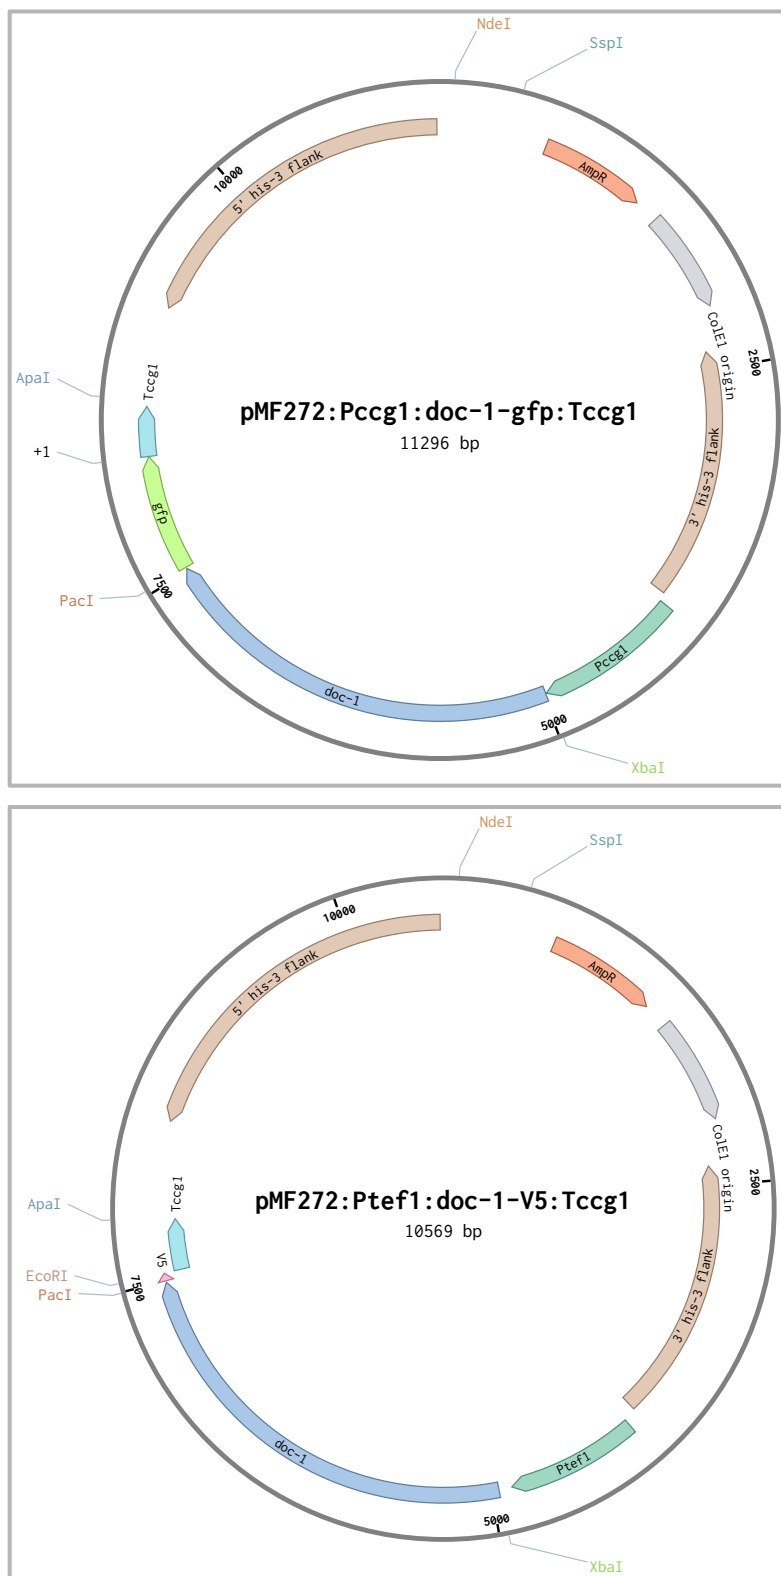 NdeI
SspI
10000
5' his-3 flank
AmpR
ColE1 origin
2500
Tccg1
ApaI
pMF272:Pccg1:doc-1-gfp:Tccg1
11296 bp
+1
gfp
3' his-3 flank
PacI
7500
Pccg1
doc-1
5000
XbaI
NdeI
SspI
10000
5' his-3 flank
AmpR
ColE1 origin
2500
Tccg1
ApaI
pMF272:Ptef1:doc-1-V5:Tccg1
10569 bp
V5
EcoRI
PacI
7500
3' his-3 flank
doc-1
Ptef1
5000
XbaI